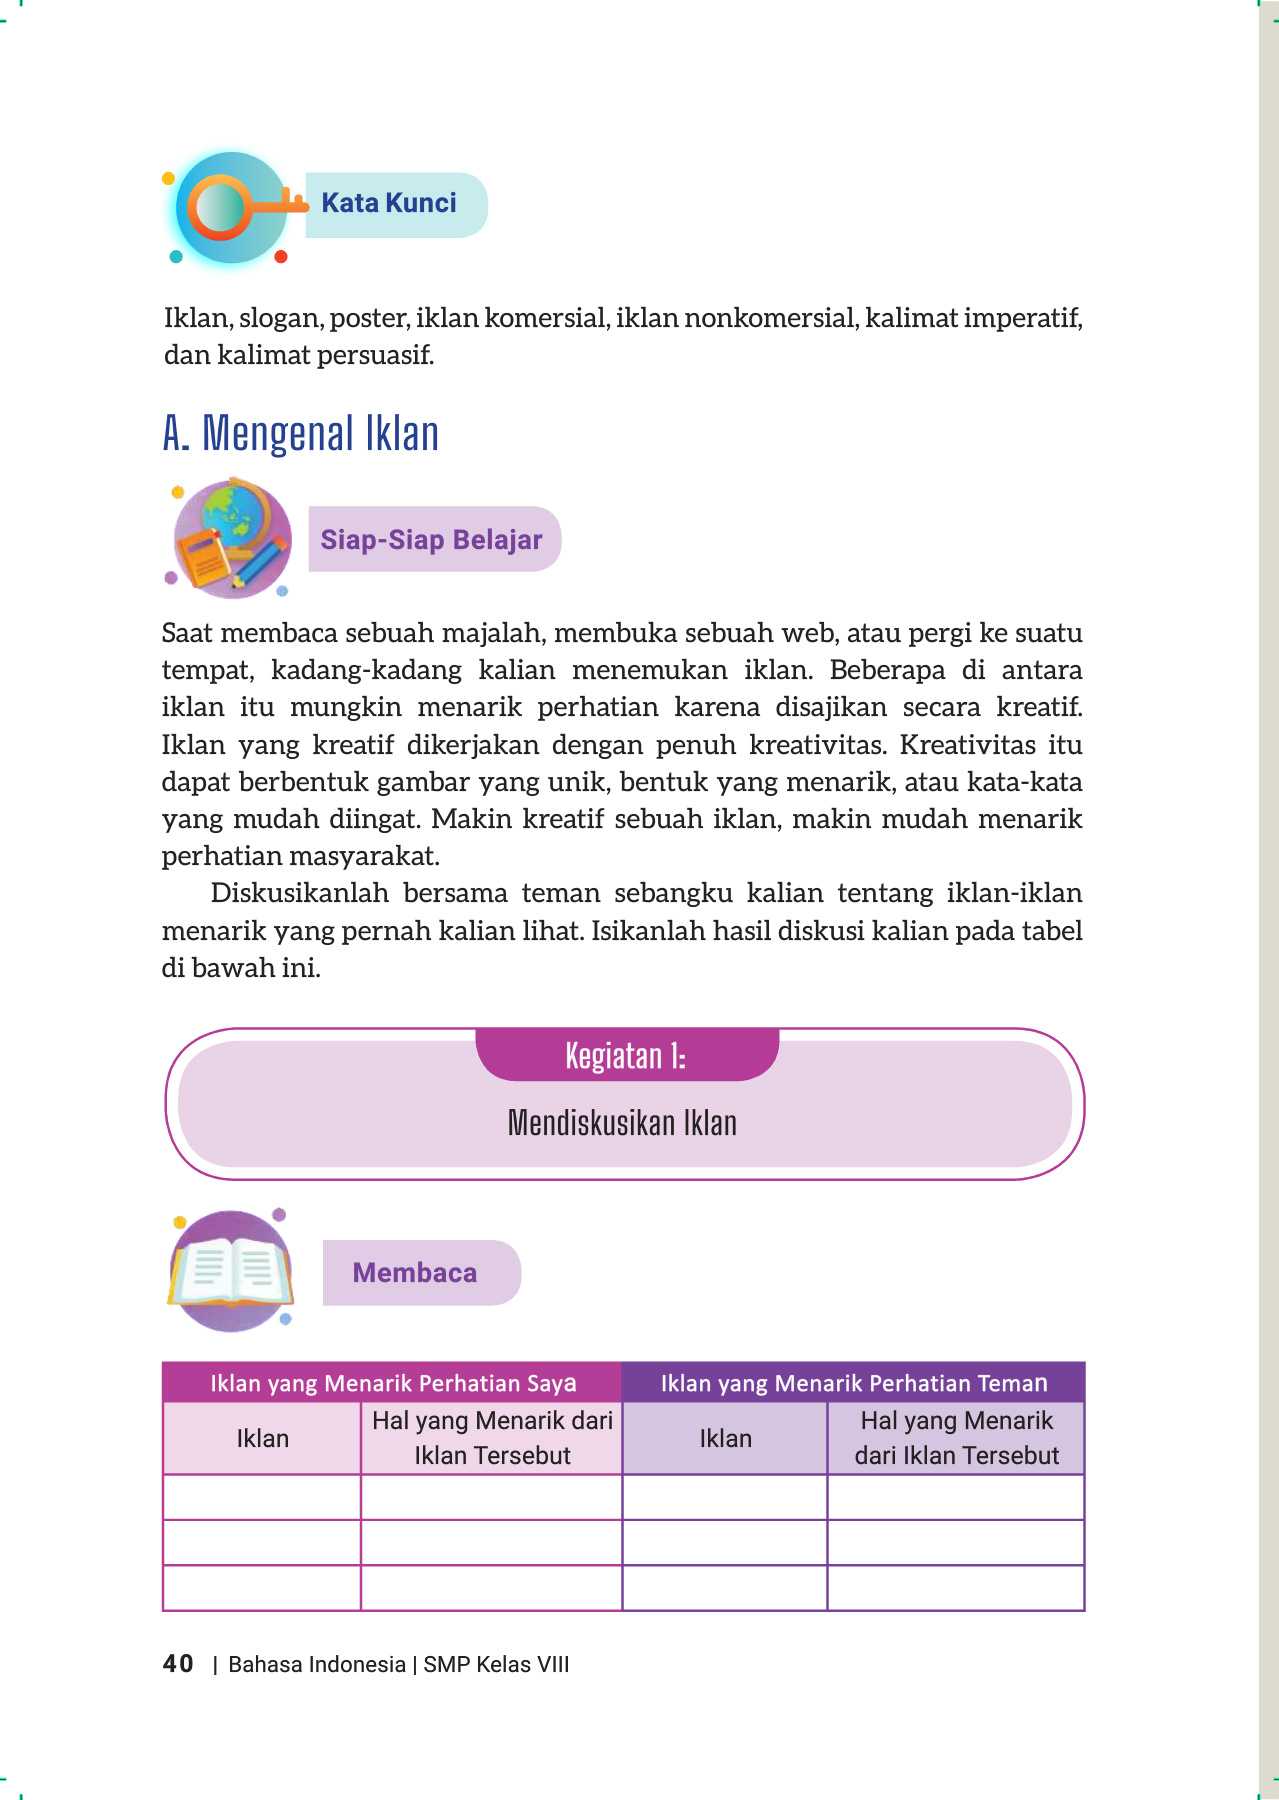 Kata Kunci
Iklan, slogan, poster, iklan komersial, iklan nonkomersial, kalimat imperatif,
dan kalimat persuasif.
A. Mengenal Iklan
Siap-Siap Belajar
Saat membaca sebuah majalah, membuka sebuah web, atau pergi ke suatu
tempat, kadang-kadang kalian menemukan iklan. Beberapa di antara
iklan itu mungkin menarik perhatian karena disajikan secara kreatif.
Iklan yang kreatif dikerjakan dengan penuh kreativitas. Kreativitas itu
dapat berbentuk gambar yang unik, bentuk yang menarik, atau kata-kata
yang mudah diingat. Makin kreatif sebuah iklan, makin mudah menarik
perhatian masyarakat.
Diskusikanlah bersama teman sebangku kalian tentang iklan-iklan
menarik yang pernah kalian lihat. Isikanlah hasil diskusi kalian pada tabel
di bawah ini.
Kegiatan 1:
Mendiskusikan Iklan
Membaca
Iklan yang Menarik Perhatian Saya
Iklan yang Menarik Perhatian Teman
Iklan
Hal yang Menarik dari
Iklan Tersebut
Iklan
Hal yang Menarik
dari Iklan Tersebut
40 | Bahasa Indonesia | SMP Kelas VIII